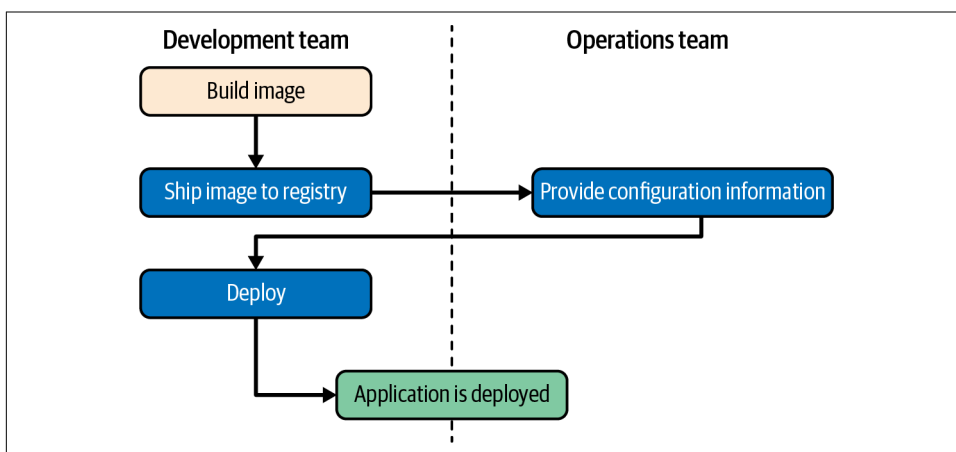 Development team
Operations team
Build image
Ship image to registry
Provide configuration information
Deploy
Application is deployed